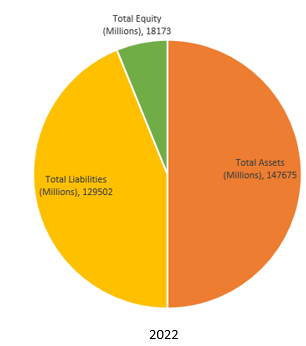 Total Equity
(Millions), 18173
Total Assets
(Millions), 147675
Total Liabilities
(Millions), 129502
2022